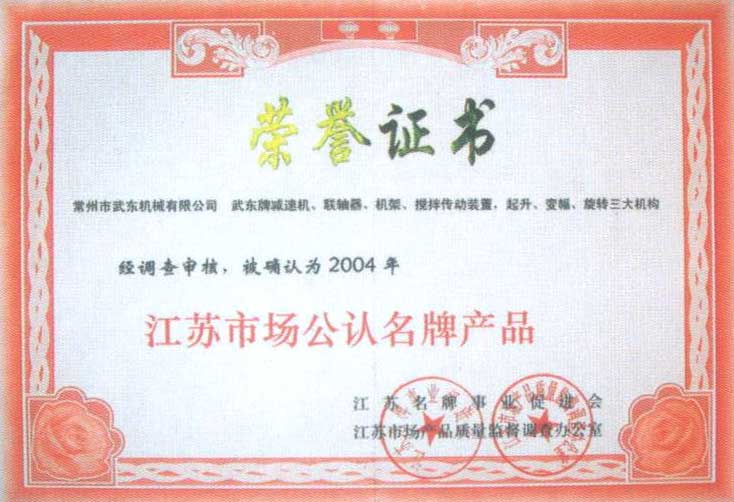 荣誉证书
常州市武东机械有限公司 武东牌减速机、联轴器、机架、搅拌传动装置，起升、变幅、旋转三大机构
经调查审核，被确认为2004年
江苏市场公认名牌产品
江苏名牌事业促进会
江苏市场产品质量监督调查办公室